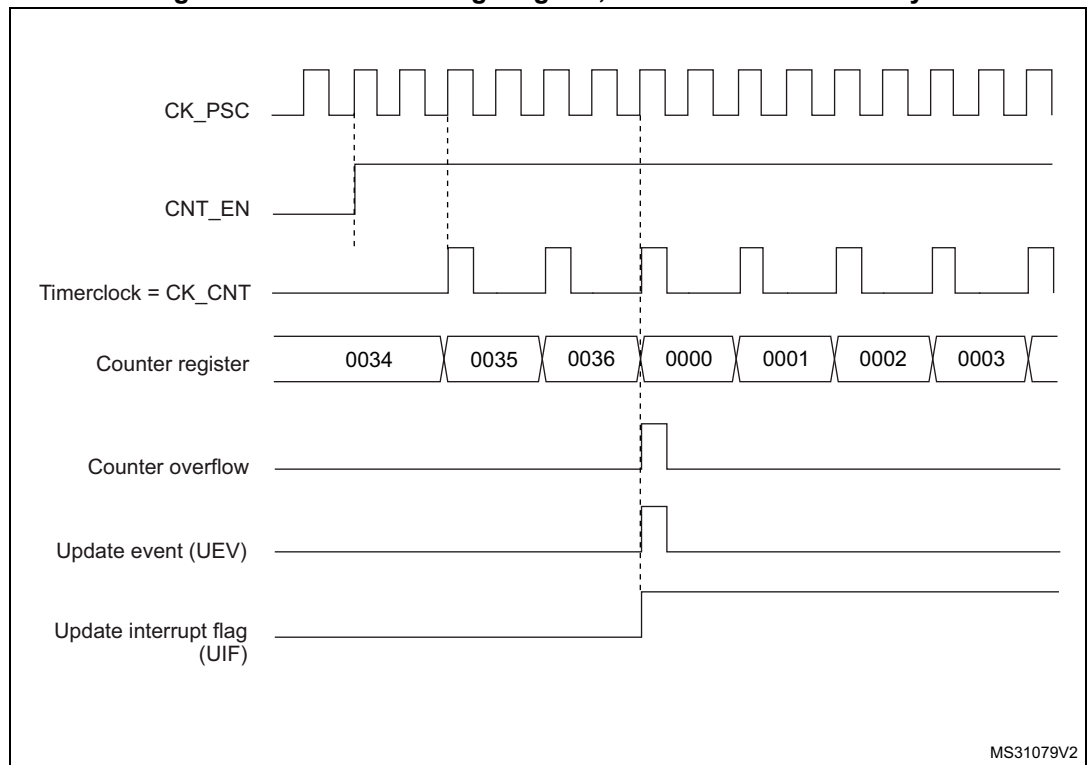 CK_PSC
CNT_EN
Timerclock = CK_CNT
Counter register 0034 0035 0036 0000 0001 0002 0003
Counter overflow
Update event (UEV)
Update interrupt flag
(UIF)
MS31079V2